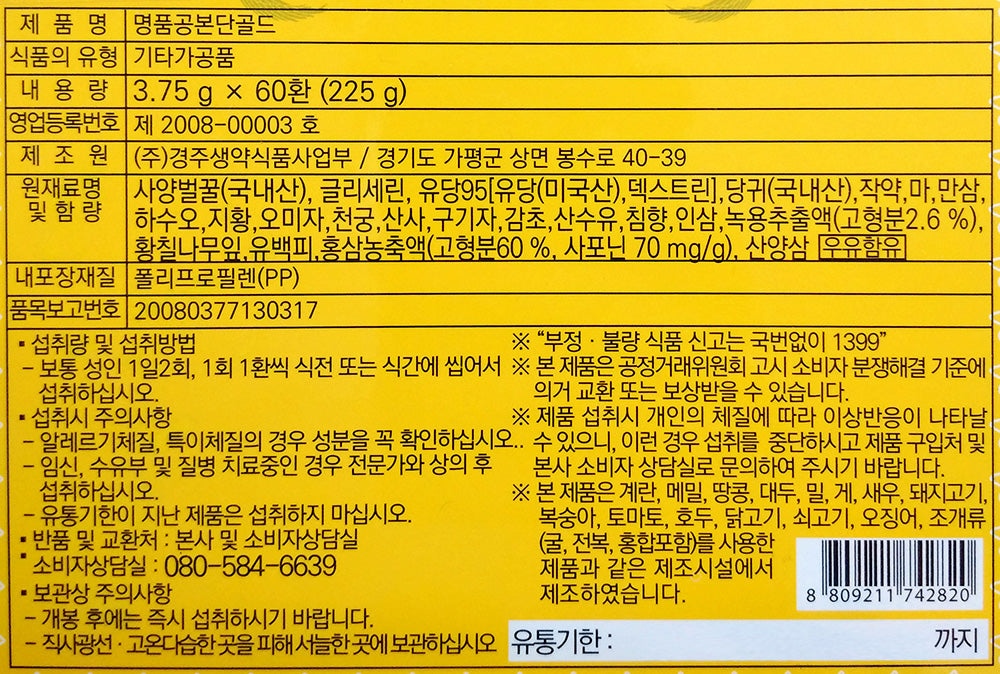 제 품 명 명품공본단골드
식품의 유형 기타가공품
내 용 량 3.75 g × 60환 (225 g)
영업등록번호 제 2008-00003 호
제 조 원 (주)경주생약식품사업부 / 경기도 가평군 상면 봉수로 40-39
원재료명 및 함량 사양벌꿀(국내산), 글리세린, 유당95[유당(미국산),덱스트린],당귀(국내산),작약,마,만삼,
하수오,지황,오미자,천궁,산사,구기자,감초,산수유,침향,인삼,녹용추출액(고형분2.6 %),
황칠나무잎,유백피,홍삼농축액(고형분60 %, 사포닌 70 mg/g), 산양삼 우유함유
내포장재질 폴리프로필렌(PP)
품목보고번호 20080377130317
▪ 섭취량 및 섭취방법
- 보통 성인 1일2회, 1회 1환씩 식전 또는 식간에 씹어서
섭취하십시오.
▪ 섭취시 주의사항
- 알레르기체질, 특이체질의 경우 성분을 꼭 확인하십시오..
- 임신, 수유부 및 질병 치료중인 경우 전문가와 상의 후
섭취하십시오.
- 유통기한이 지난 제품은 섭취하지 마십시오.
▪ 반품 및 교환처 : 본사 및 소비자상담실
▪ 소비자상담실 : 080-584-6639
▪ 보관상 주의사항
- 개봉 후에는 즉시 섭취하시기 바랍니다.
- 직사광선·고온다습한 곳을 피해 서늘한 곳에 보관하십시오
※ “부정·불량 식품 신고는 국번없이 1399”
※ 본 제품은 공정거래위원회 고시 소비자 분쟁해결 기준에
의거 교환 또는 보상받을 수 있습니다.
※ 제품 섭취시 개인의 체질에 따라 이상반응이 나타날
수 있으니, 이런 경우 섭취를 중단하시고 제품 구입처 및
본사 소비자 상담실로 문의하여 주시기 바랍니다.
※ 본 제품은 계란, 메밀, 땅콩, 대두, 밀, 게, 새우, 돼지고기,
복숭아, 토마토, 호두, 닭고기, 쇠고기, 오징어, 조개류
(굴, 전복, 홍합포함)를 사용한
제품과 같은 제조시설에서
제조하였습니다.
8 809211 742820
유통기한 : 까지